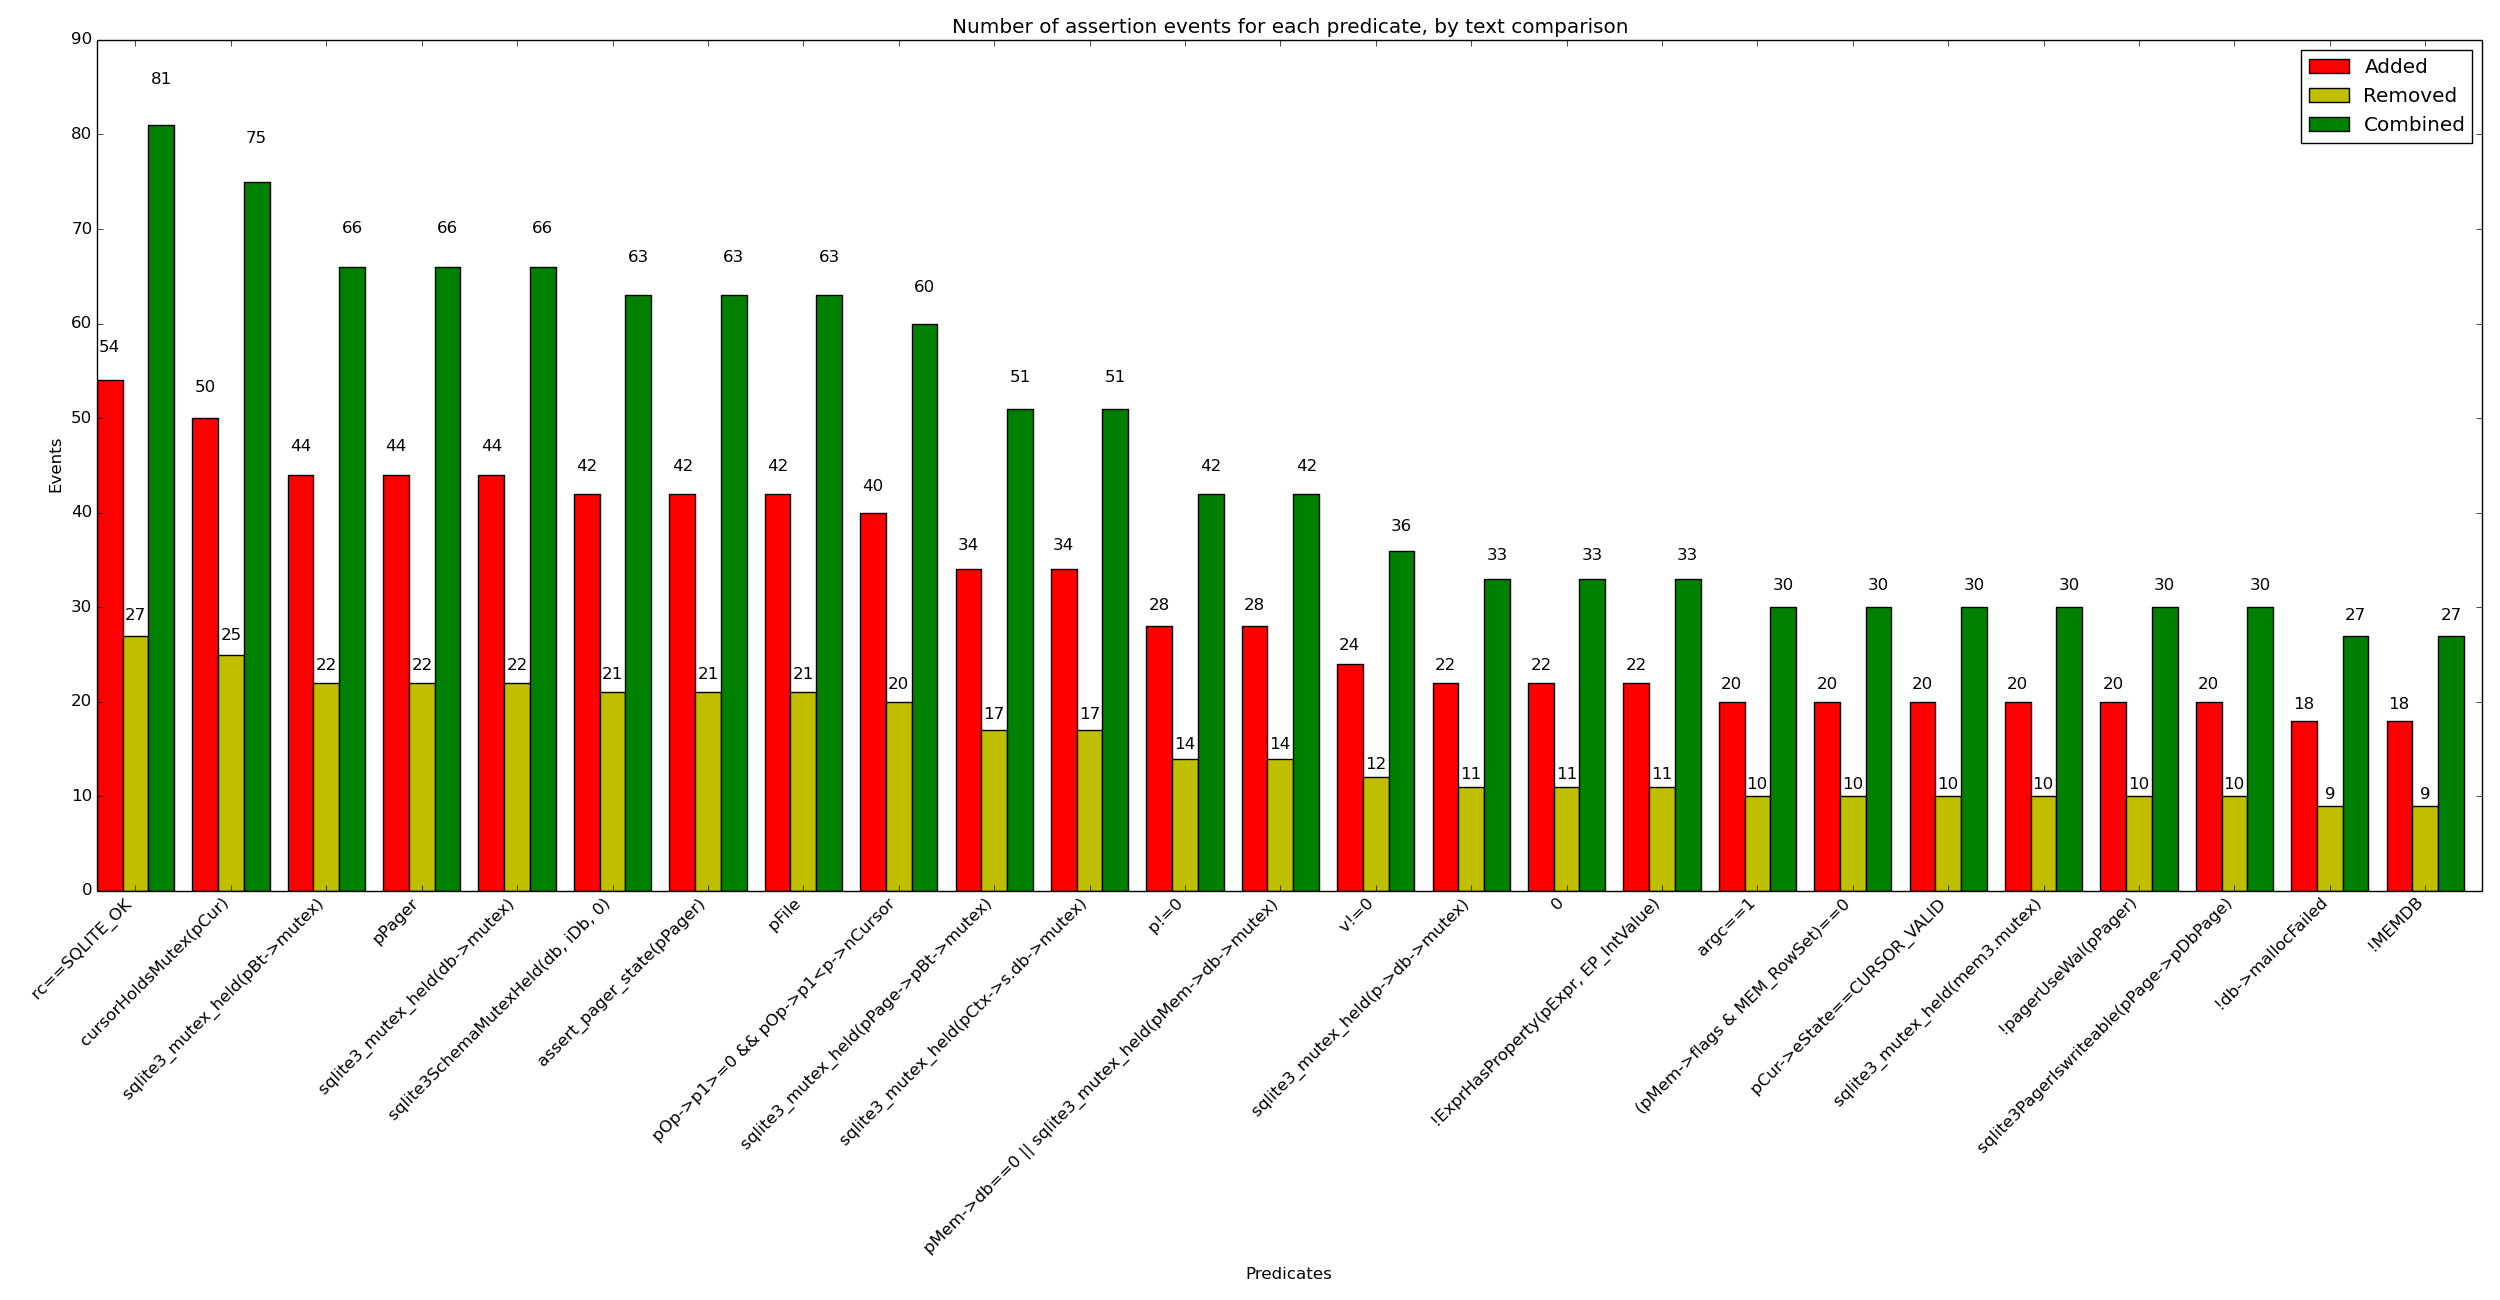 Number of assertion events for each predicate, by text comparison
Added
Removed
Combined
Events
90
80
70
60
50
40
30
20
10
0
54 27 81
50 25 75
44 22 66
44 22 66
44 22 66
42 21 63
42 21 63
42 21 63
40 20 60
34 17 51
34 17 51
28 14 42
28 14 42
24 12 36
22 11 33
22 11 33
22 11 33
20 10 30
20 10 30
20 10 30
20 10 30
20 10 30
20 10 30
18 9 27
18 9 27
rc==SQLITE_OK
cursorHoldsMutex(pCur)
sqlite3_mutex_held(pBt->mutex)
pPager
sqlite3_mutex_held(db->mutex)
sqlite3SchemaMutexHeld(db, iDb, 0)
assert_pager_state(pPager)
pFile
pOp->p1>=0 && pOp->p1<p->nCursor
sqlite3_mutex_held(pPage->pBt->mutex)
sqlite3_mutex_held(pCtx->s.db->mutex)
p!=0
pMem->db==0 || sqlite3_mutex_held(pMem->db->mutex)
v!=0
sqlite3_mutex_held(p->db->mutex)
0
!ExprHasProperty(pExpr, EP_IntValue)
argc==1
(pMem->flags & MEM_RowSet)==0
pCur->eState==CURSOR_VALID
sqlite3_mutex_held(mem3.mutex)
!pagerUseWal(pPager)
sqlite3PagerIswriteable(pPage->pDbPage)
!db->mallocFailed
!MEMDB
Predicates